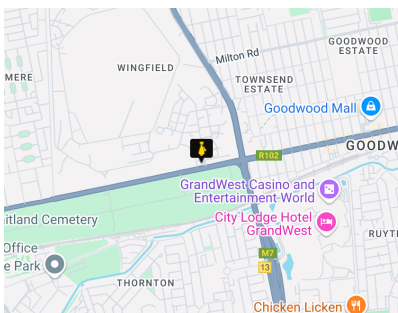 GOODWOOD
ESTATE
Milton Rd
WINGFIELD
MERE
TOWNSEND
ESTATE
Goodwood Mall
R102
GOODW
GrandWest Casino and
Entertainment World
City Lodge Hotel
GrandWest
itland Cemetery
Office
e Park
RUYT
M7
13
THORNTON
Chicken Licken